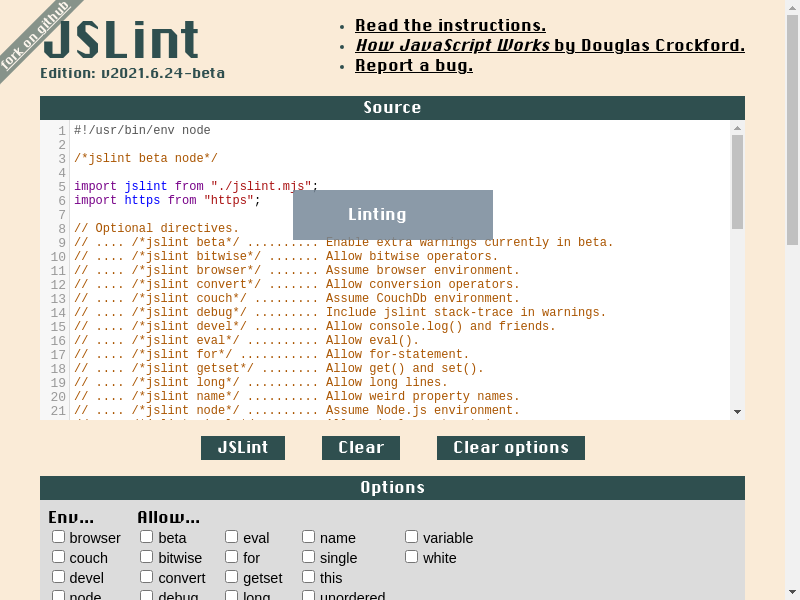 fork on github
JSLint
Edition: v2021.6.24-beta
Read the instructions.
How JavaScript Works by Douglas Crockford.
Report a bug.
Source
1 #!/usr/bin/env node
2
3 /*jslint beta node*/
4
5 import jslint from "./jslint.mjs";
6 import https from "https";
7
Linting
8 // Optional directives.
9 // .... /*jslint beta*/ .......... Enable extra warnings currently in beta.
10 // .... /*jslint bitwise*/ ....... Allow bitwise operators.
11 // .... /*jslint browser*/ ....... Assume browser environment.
12 // .... /*jslint convert*/ ....... Allow conversion operators.
13 // .... /*jslint couch*/ ......... Assume CouchDb environment.
14 // .... /*jslint debug*/ ......... Include jslint stack-trace in warnings.
15 // .... /*jslint devel*/ ......... Allow console.log() and friends.
16 // .... /*jslint eval*/ .......... Allow eval().
17 // .... /*jslint for*/ ........... Allow for-statement.
18 // .... /*jslint getset*/ ........ Allow get() and set().
19 // .... /*jslint long*/ .......... Allow long lines.
20 // .... /*jslint name*/ .......... Allow weird property names.
21 // .... /*jslint node*/ .......... Assume Node.js environment.
JSLint Clear Clear options
Options
Env... Allow...
browser beta eval name variable
couch bitwise for single white
devel convert getset this
node debug long unordered